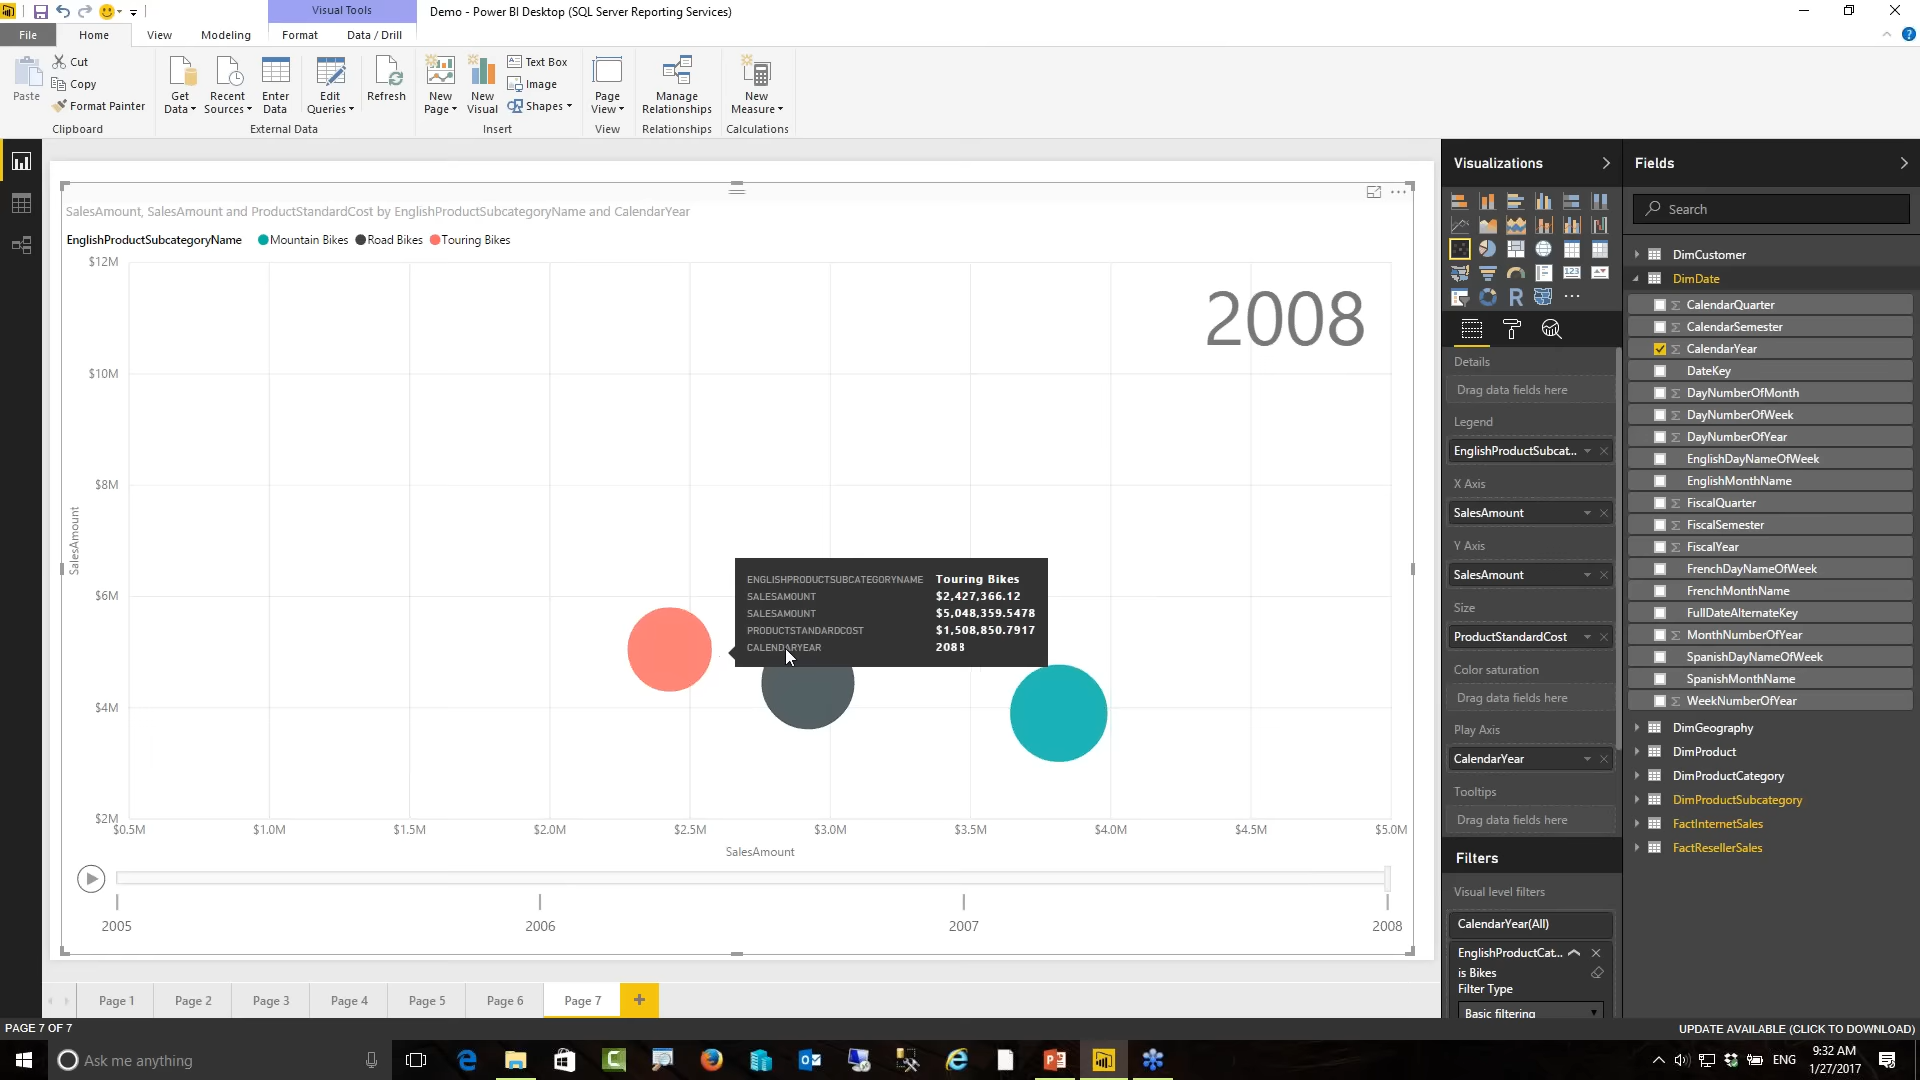 Visual Tools
Demo - Power BI Desktop (SQL Server Reporting Services)
File
Home
View
Modeling
Format
Data / Drill
Paste
Cut
Copy
Format Painter
Clipboard
Get Data
Recent Sources
Enter Data
Edit Queries
Refresh
External Data
New Page
New Visual
Text Box
Image
Shapes
Insert
Page View
View
Manage Relationships
Relationships
New Measure
Calculations
SalesAmount, SalesAmount and ProductStandardCost by EnglishProductSubcategoryName and CalendarYear
EnglishProductSubcategoryName Mountain Bikes Road Bikes Touring Bikes
2008
$12M
$10M
$8M
$6M
$4M
$2M
SalesAmount
ENGLISHPRODUCTSUBCATEGORYNAME Touring Bikes
SALESAMOUNT $2,427,366.12
SALESAMOUNT $5,048,359.5478
PRODUCTSTANDARDCOST $1,508,850.7917
CALENDARYEAR
$0.5M $1.0M $1.5M $2.0M $2.5M $3.0M $3.5M $4.0M $4.5M $5.0M
SalesAmount
2005 2006 2007 2008
Page 1
Page 2
Page 3
Page 4
Page 5
Page 6
Page 7
+
PAGE 7 OF 7
Visualizations
R
123
Details
Drag data fields here
Legend
EnglishProductSubcat...
X Axis
SalesAmount
Y Axis
SalesAmount
Size
ProductStandardCost
Color saturation
Drag data fields here
Play Axis
CalendarYear
Tooltips
Drag data fields here
Filters
Visual level filters
CalendarYear(All)
EnglishProductCat...
is Bikes
Filter Type
Basic filtering
Fields
Search
DimCustomer
DimDate
CalendarQuarter
CalendarSemester
CalendarYear
DateKey
DayNumberOfMonth
DayNumberOfWeek
DayNumberOfYear
EnglishDayNameOfWeek
EnglishMonthName
FiscalQuarter
FiscalSemester
FiscalYear
FrenchDayNameOfWeek
FrenchMonthName
FullDateAlternateKey
MonthNumberOfYear
SpanishDayNameOfWeek
SpanishMonthName
WeekNumberOfYear
DimGeography
DimProduct
DimProductCategory
DimProductSubcategory
FactInternetSales
FactResellerSales
UPDATE AVAILABLE (CLICK TO DOWNLOAD)
Ask me anything
ENG
9:32 AM
1/27/2017